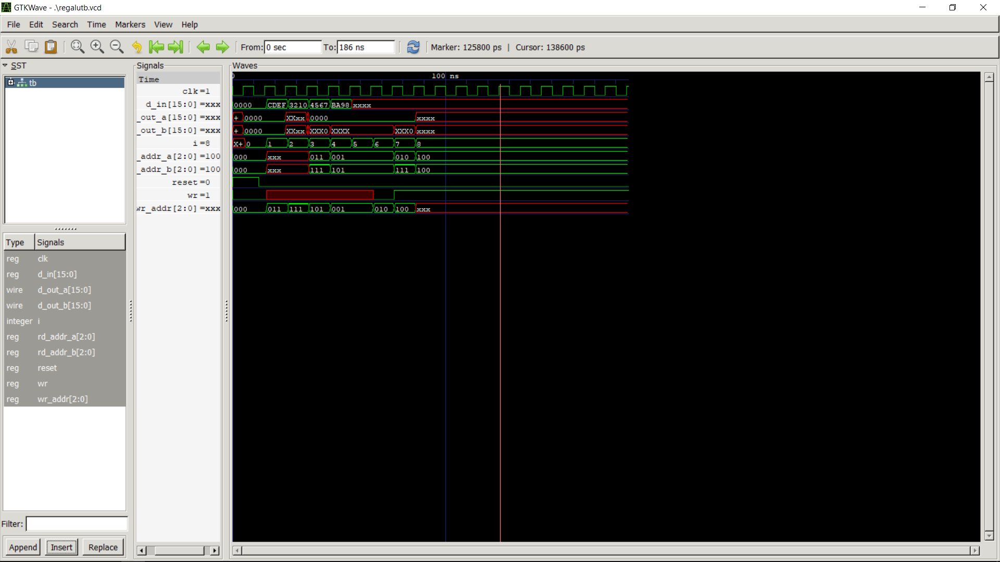 GTKWave - .\regalutb.vcd
File Edit Search Time Markers View Help
From: 0 sec To: 186 ns Marker: 125800 ps | Cursor: 138600 ps
SST
tb
Type Signals
reg clk
reg d_in[15:0]
wire d_out_a[15:0]
wire d_out_b[15:0]
integer i
reg rd_addr_a[2:0]
reg rd_addr_b[2:0]
reg reset
reg wr
reg wr_addr[2:0]
Filter:
Append Insert Replace
Signals
Time
clk=1
d_in[15:0]=xxx
_out_a[15:0]=xxx
_out_b[15:0]=xxx
i=8
_addr_a[2:0]=100
_addr_b[2:0]=100
reset=0
wr=1
wr_addr[2:0]=xxx
Waves
0 100 ns
0000 CDEF 3210 4567 BA98 xxxx
+ 0000 XXxx 0000 xxxx
+ 0000 XXxx XXX0 XXXX XXX0 xxxx
X+ 0 1 2 3 4 5 6 7 8
000 xxx 011 001 010 100
000 xxx 111 101 111 100
000 011 111 101 001 010 100 xxx